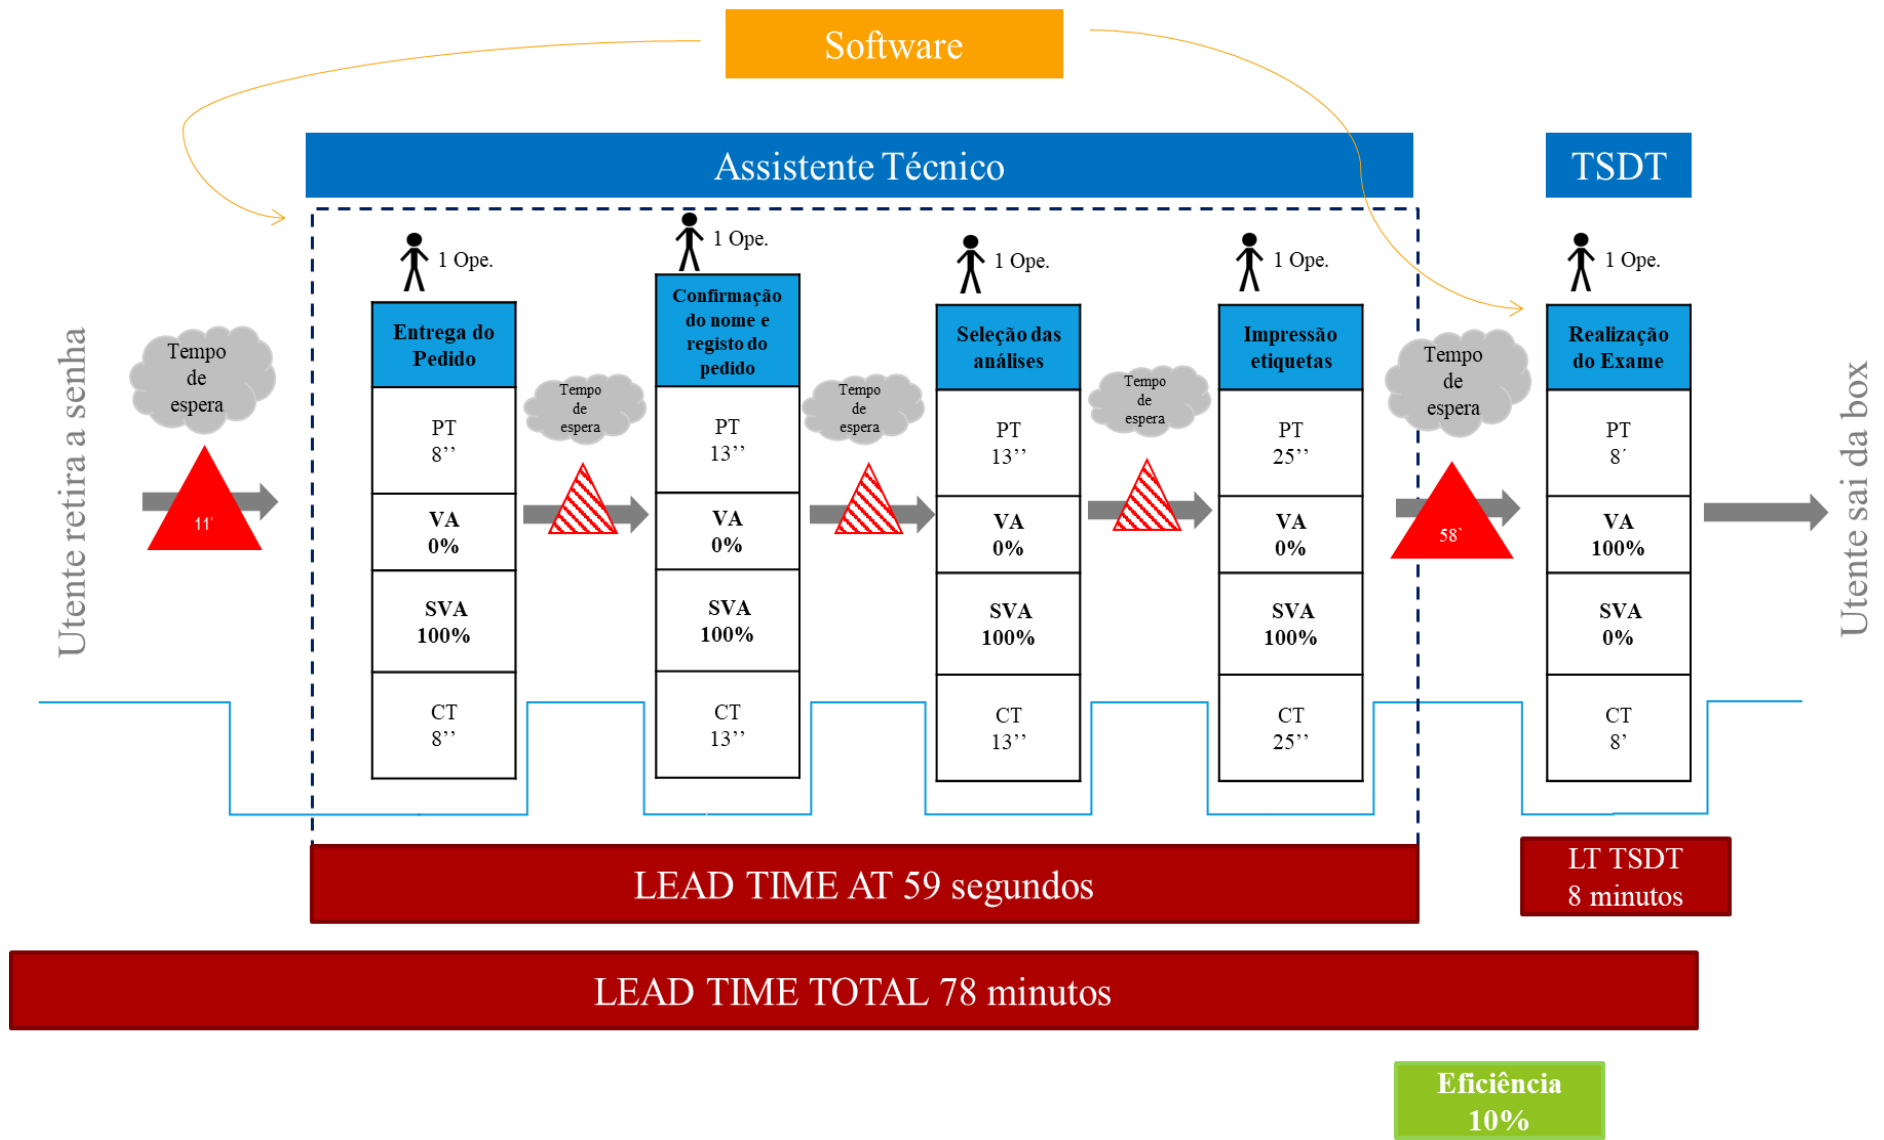 Software
Assistente Técnico
TSDT
1 Ope.
1 Ope.
1 Ope.
1 Ope.
1 Ope.
Utente retira a senha
Tempo
de
espera
11'
Entrega do
Pedido
PT
8’’
VA
0%
SVA
100%
CT
8’’
Tempo
de
espera
Confirmação
do nome e
registo do
pedido
PT
13’’
VA
0%
SVA
100%
CT
13’’
Tempo
de
espera
Seleção das
análises
PT
13’’
VA
0%
SVA
100%
CT
13’’
Tempo
de
espera
Impressão
etiquetas
PT
25’’
VA
0%
SVA
100%
CT
25’’
Tempo
de
espera
58`
Realização
do Exame
PT
8´
VA
100%
SVA
0%
CT
8’
Utente sai da box
LEAD TIME AT 59 segundos
LT TSDT
8 minutos
LEAD TIME TOTAL 78 minutos
Eficiência
10%